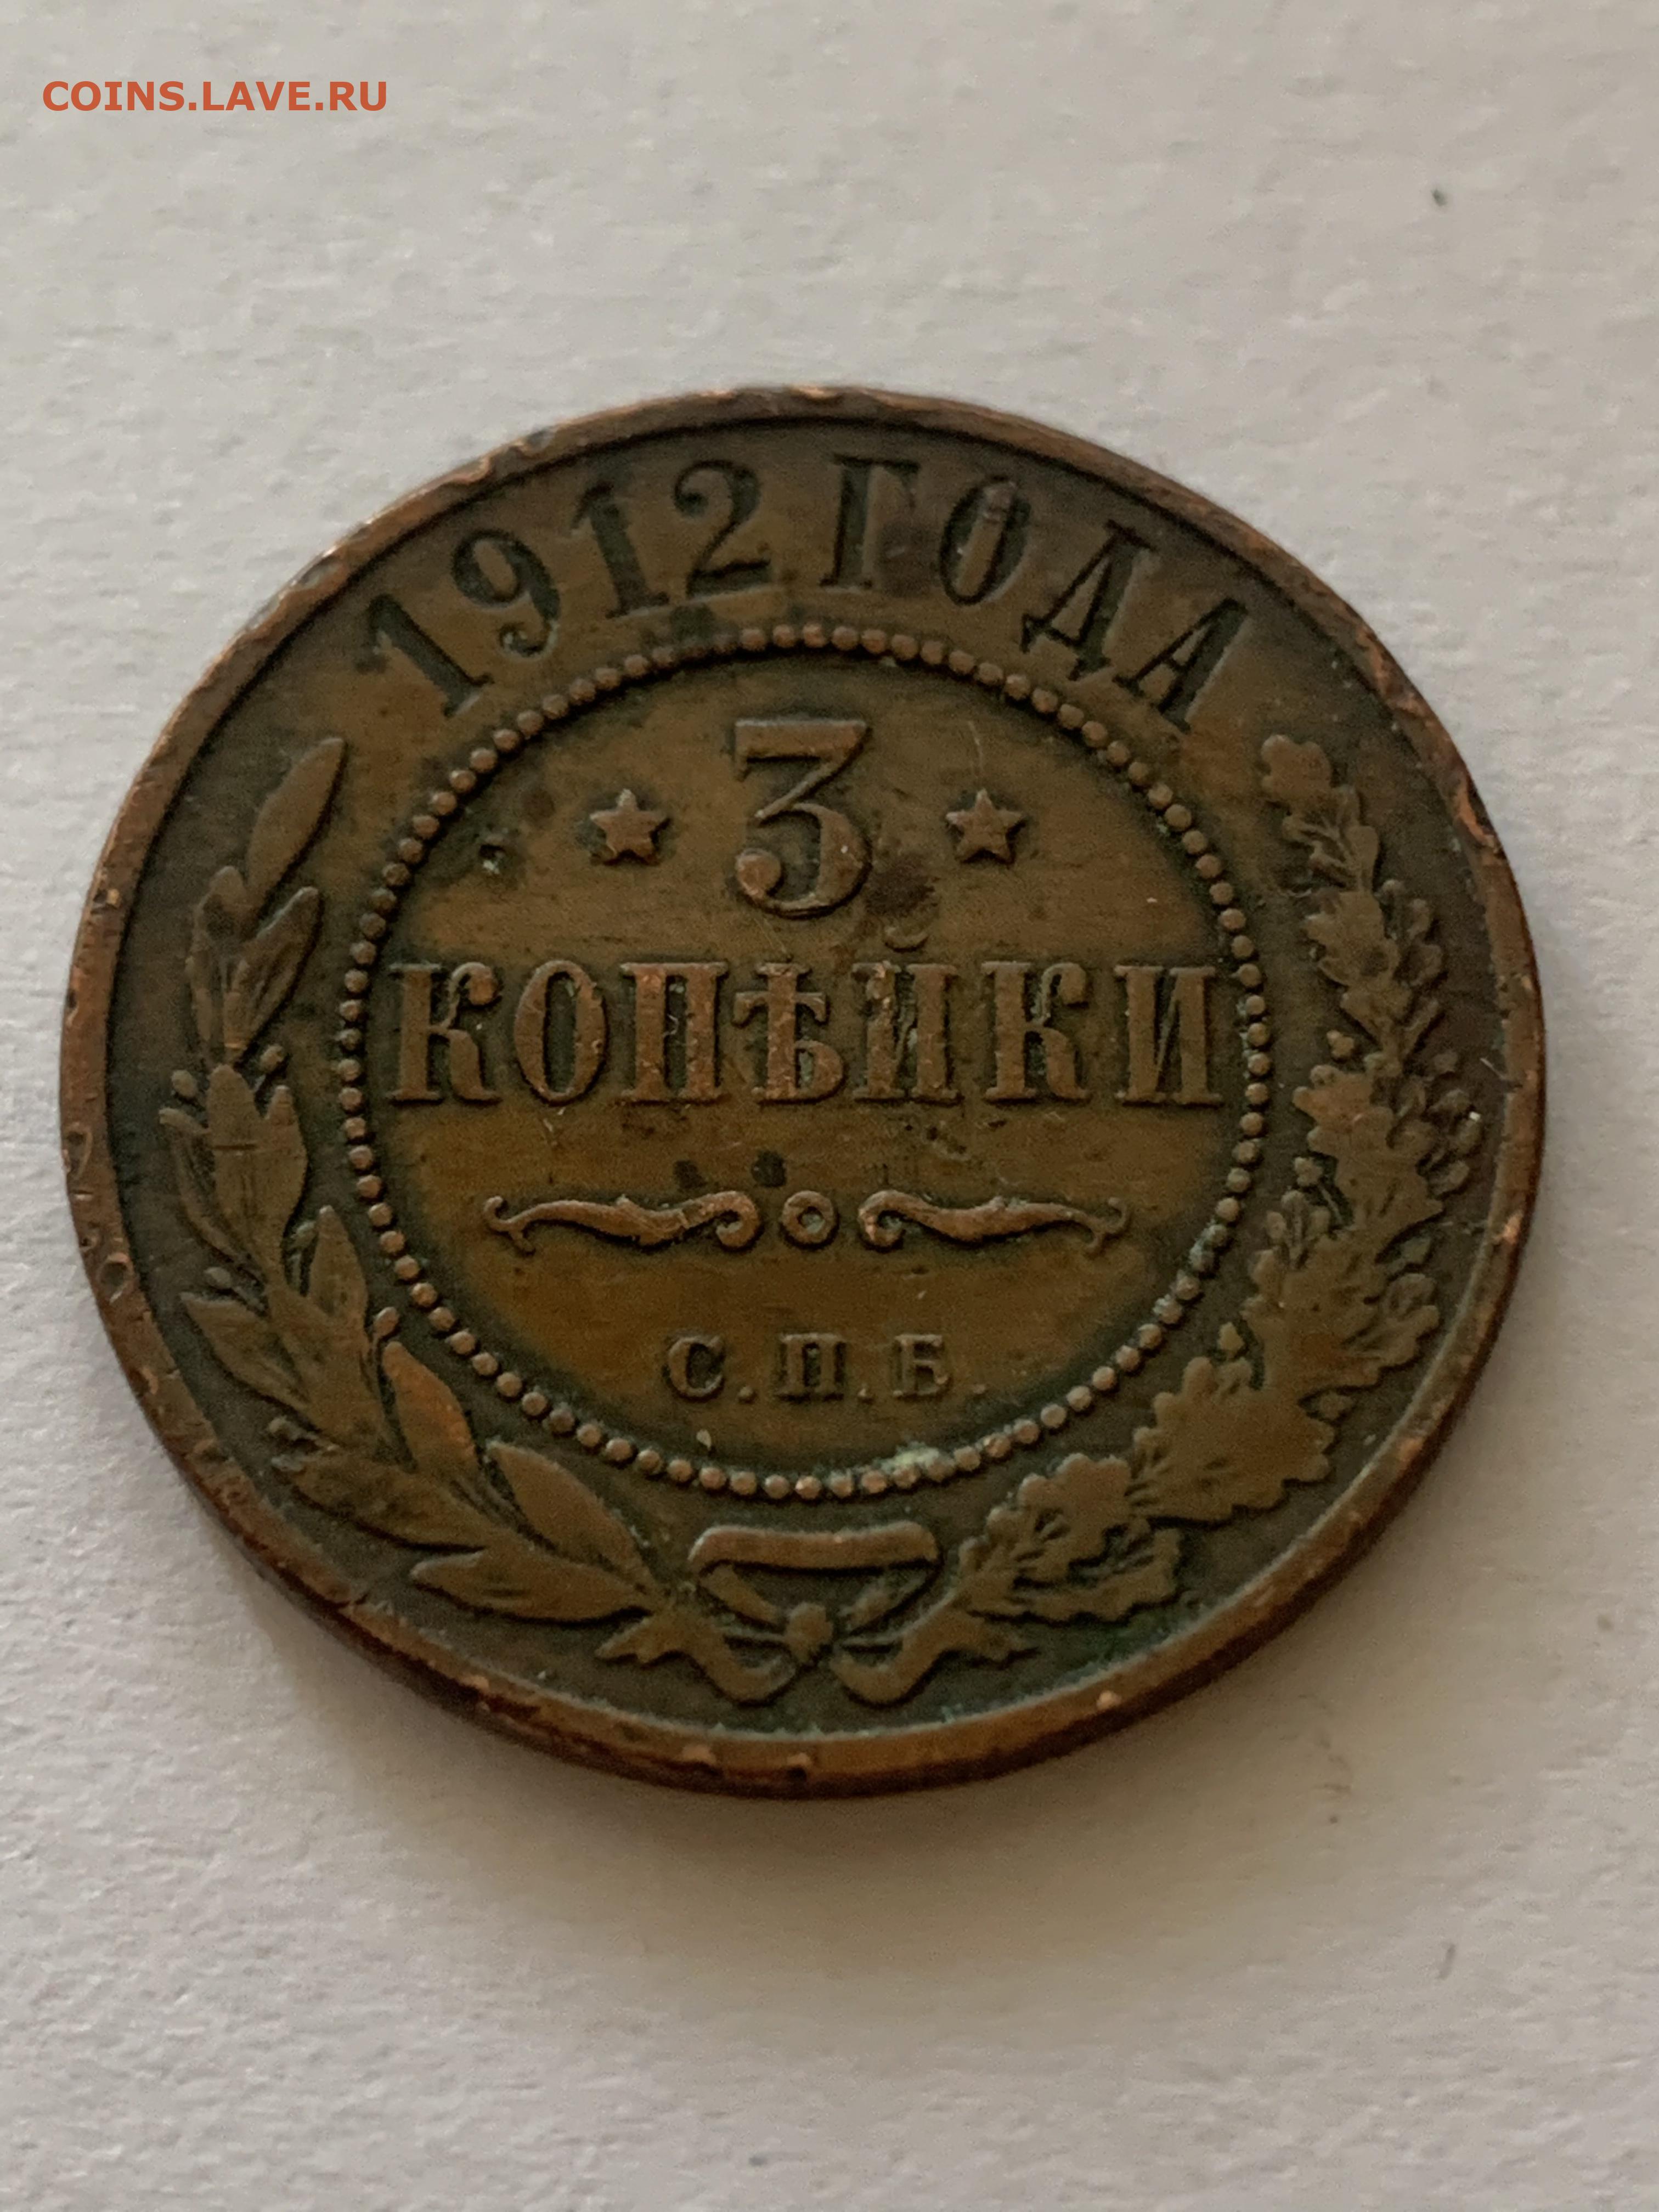 COINS.LAVE.RU
1912 ГОДА
3
КОПѢЙКИ
С.П.Б.